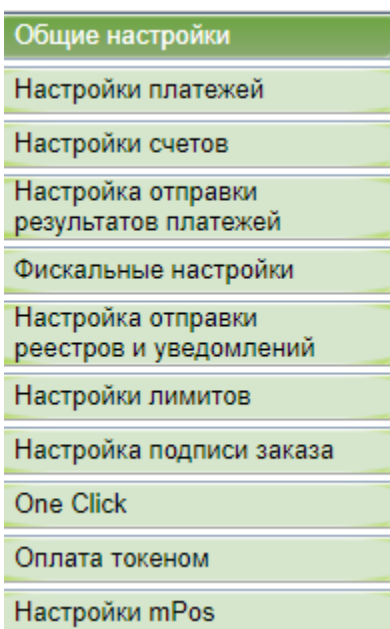 Общие настройки
Настройки платежей
Настройки счетов
Настройка отправки
результатов платежей
Фискальные настройки
Настройка отправки
реестров и уведомлений
Настройки лимитов
Настройка подписи заказа
One Click
Оплата токеном
Настройки mPos